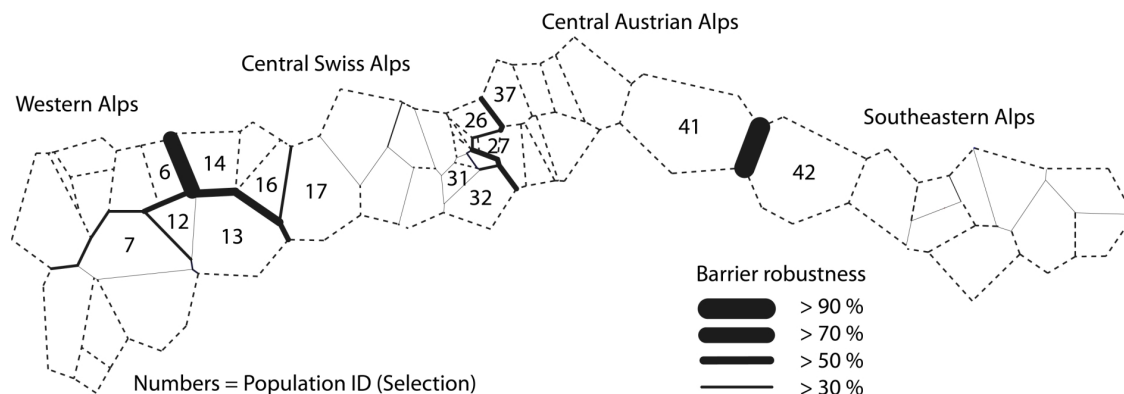 Central Austrian Alps
Central Swiss Alps
Western Alps
Southeastern Alps
37
26
27
41
6
14
16
17
31
32
42
12
13
7
Barrier robustness
> 90 %
> 70 %
> 50 %
> 30 %
Numbers = Population ID (Selection)